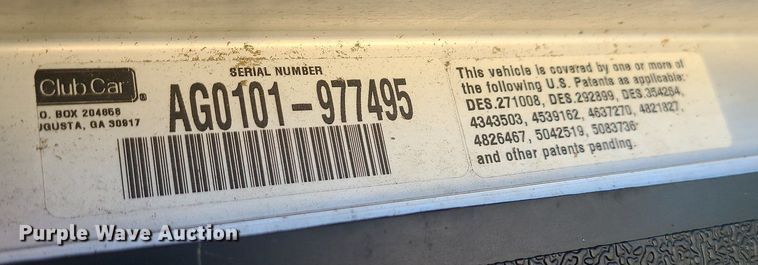 Club Car®
SERIAL NUMBER
O. BOX 204658
UGUSTA, GA 30917
AG0101-977495
This vehicle is covered by one or more of
the following U.S. Patents as applicable:
DES.271008, DES.292899, DES.354264,
4343503, 4539162, 4637270, 4821827,
4826467, 5042519, 5083736
and other patents pending.
Purple Wave Auction